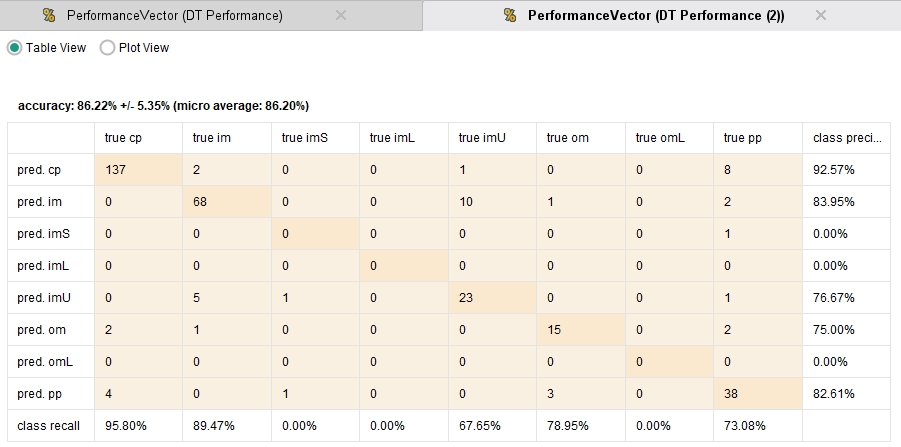 PerformanceVector (DT Performance) PerformanceVector (DT Performance (2))
Table View Plot View
accuracy: 86.22% +/- 5.35% (micro average: 86.20%)
true cp true im true imS true imL true imU true om true omL true pp class preci...
pred. cp 137 2 0 0 1 0 0 8 92.57%
pred. im 0 68 0 0 10 1 0 2 83.95%
pred. imS 0 0 0 0 0 0 0 1 0.00%
pred. imL 0 0 0 0 0 0 0 0 0.00%
pred. imU 0 5 1 0 23 0 0 1 76.67%
pred. om 2 1 0 0 0 15 0 2 75.00%
pred. omL 0 0 0 0 0 0 0 0 0.00%
pred. pp 4 0 1 0 0 3 0 38 82.61%
class recall 95.80% 89.47% 0.00% 0.00% 67.65% 78.95% 0.00% 73.08%